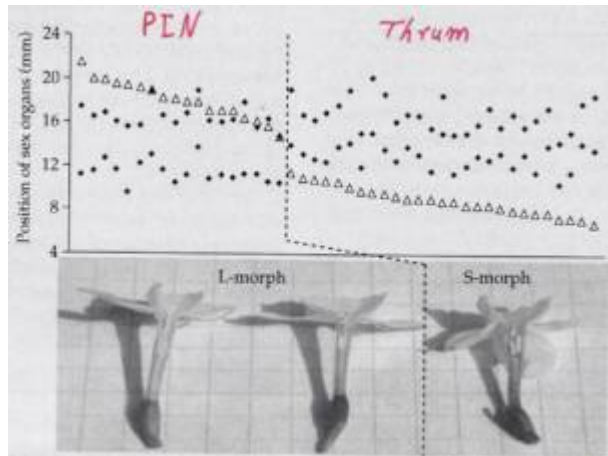 PIN Thrum
Position of sex organs (mm)
24
20
16
12
8
4
L-morph S-morph